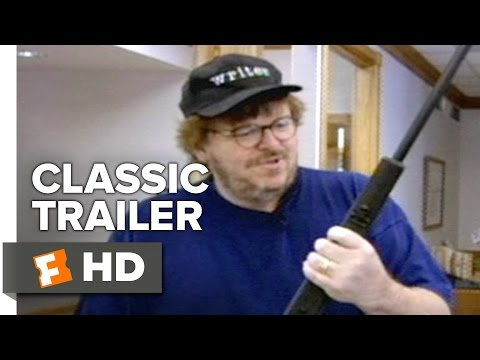 Writer
CLASSIC
TRAILER
F HD